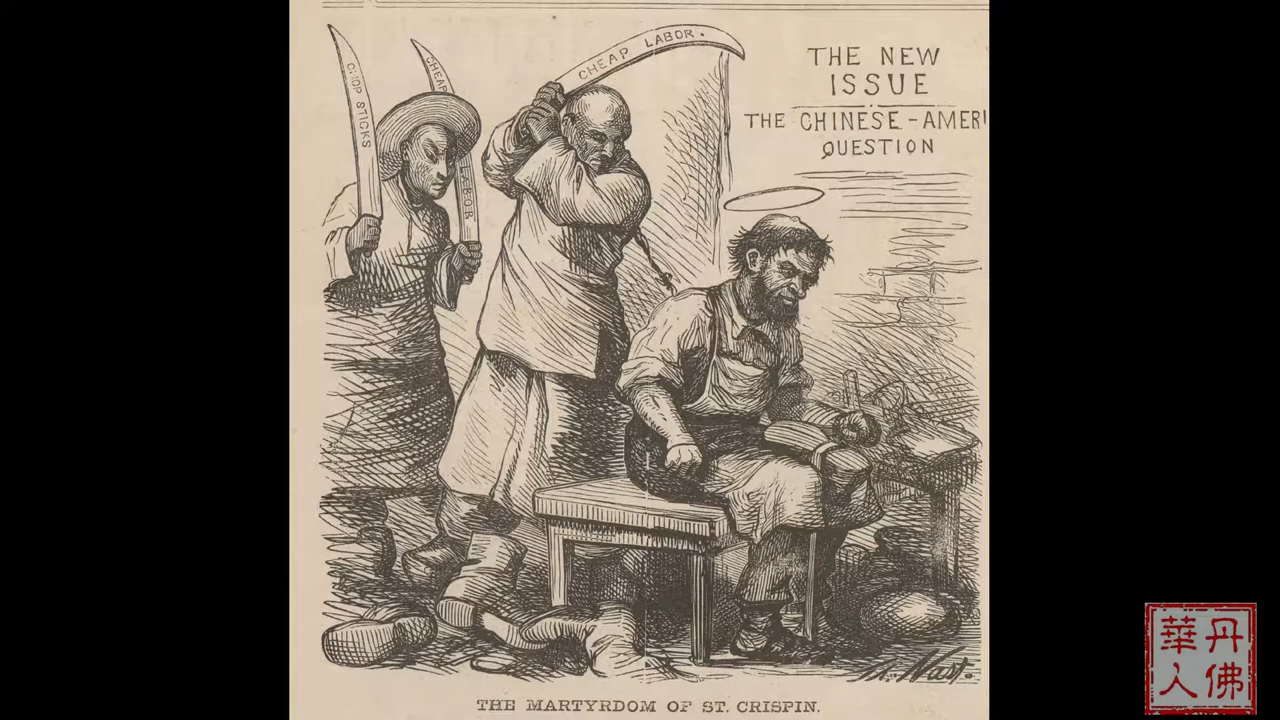 CHOP STICKS
CHEAP
LABOR
CHEAP LABOR.
THE NEW
ISSUE
THE CHINESE-AMERI
QUESTION
Th. Nast.
THE MARTYRDOM OF ST. CRISPIN.
丹佛
華人